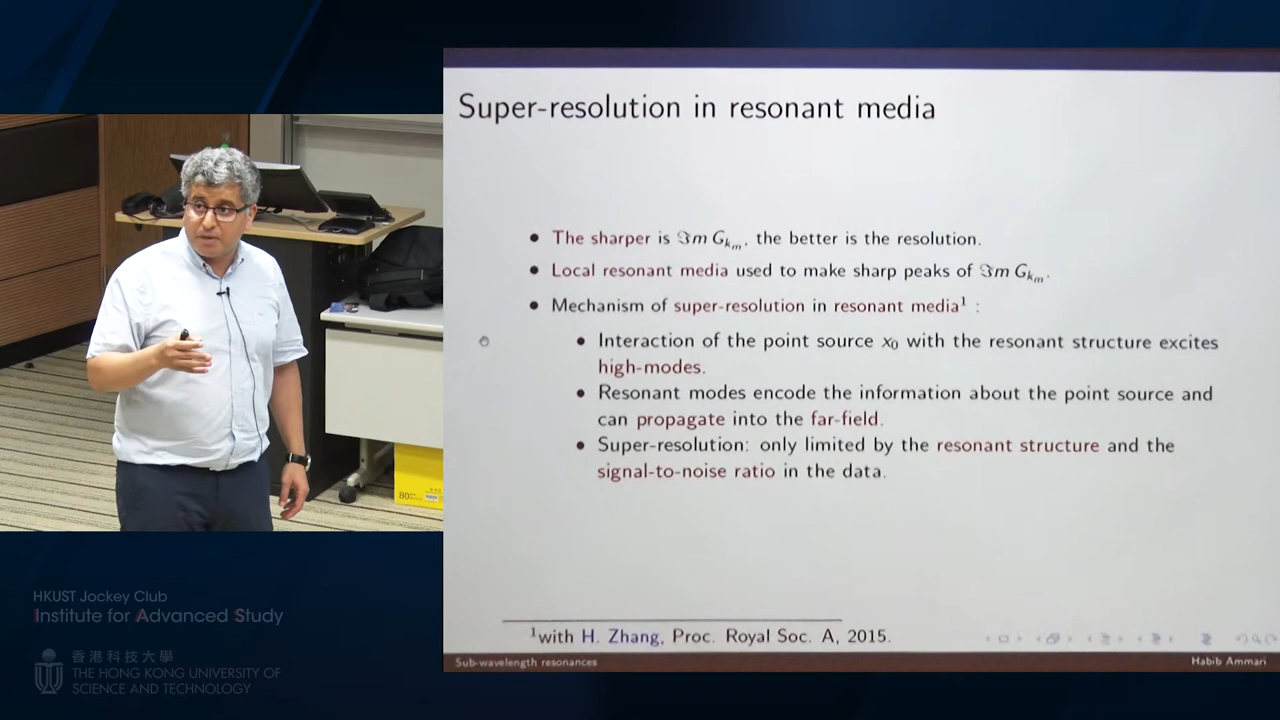 Super-resolution in resonant media
• The sharper is ℑm G_{k_m}, the better is the resolution.
• Local resonant media used to make sharp peaks of ℑm G_{k_m}.
• Mechanism of super-resolution in resonant media¹ :
• Interaction of the point source x₀ with the resonant structure excites
high-modes.
• Resonant modes encode the information about the point source and
can propagate into the far-field.
• Super-resolution: only limited by the resonant structure and the
signal-to-noise ratio in the data.
¹with H. Zhang, Proc. Royal Soc. A, 2015.
Sub-wavelength resonances
Habib Ammari
80
HKUST Jockey Club
Institute for Advanced Study
香港科技大學
THE HONG KONG UNIVERSITY OF
SCIENCE AND TECHNOLOGY